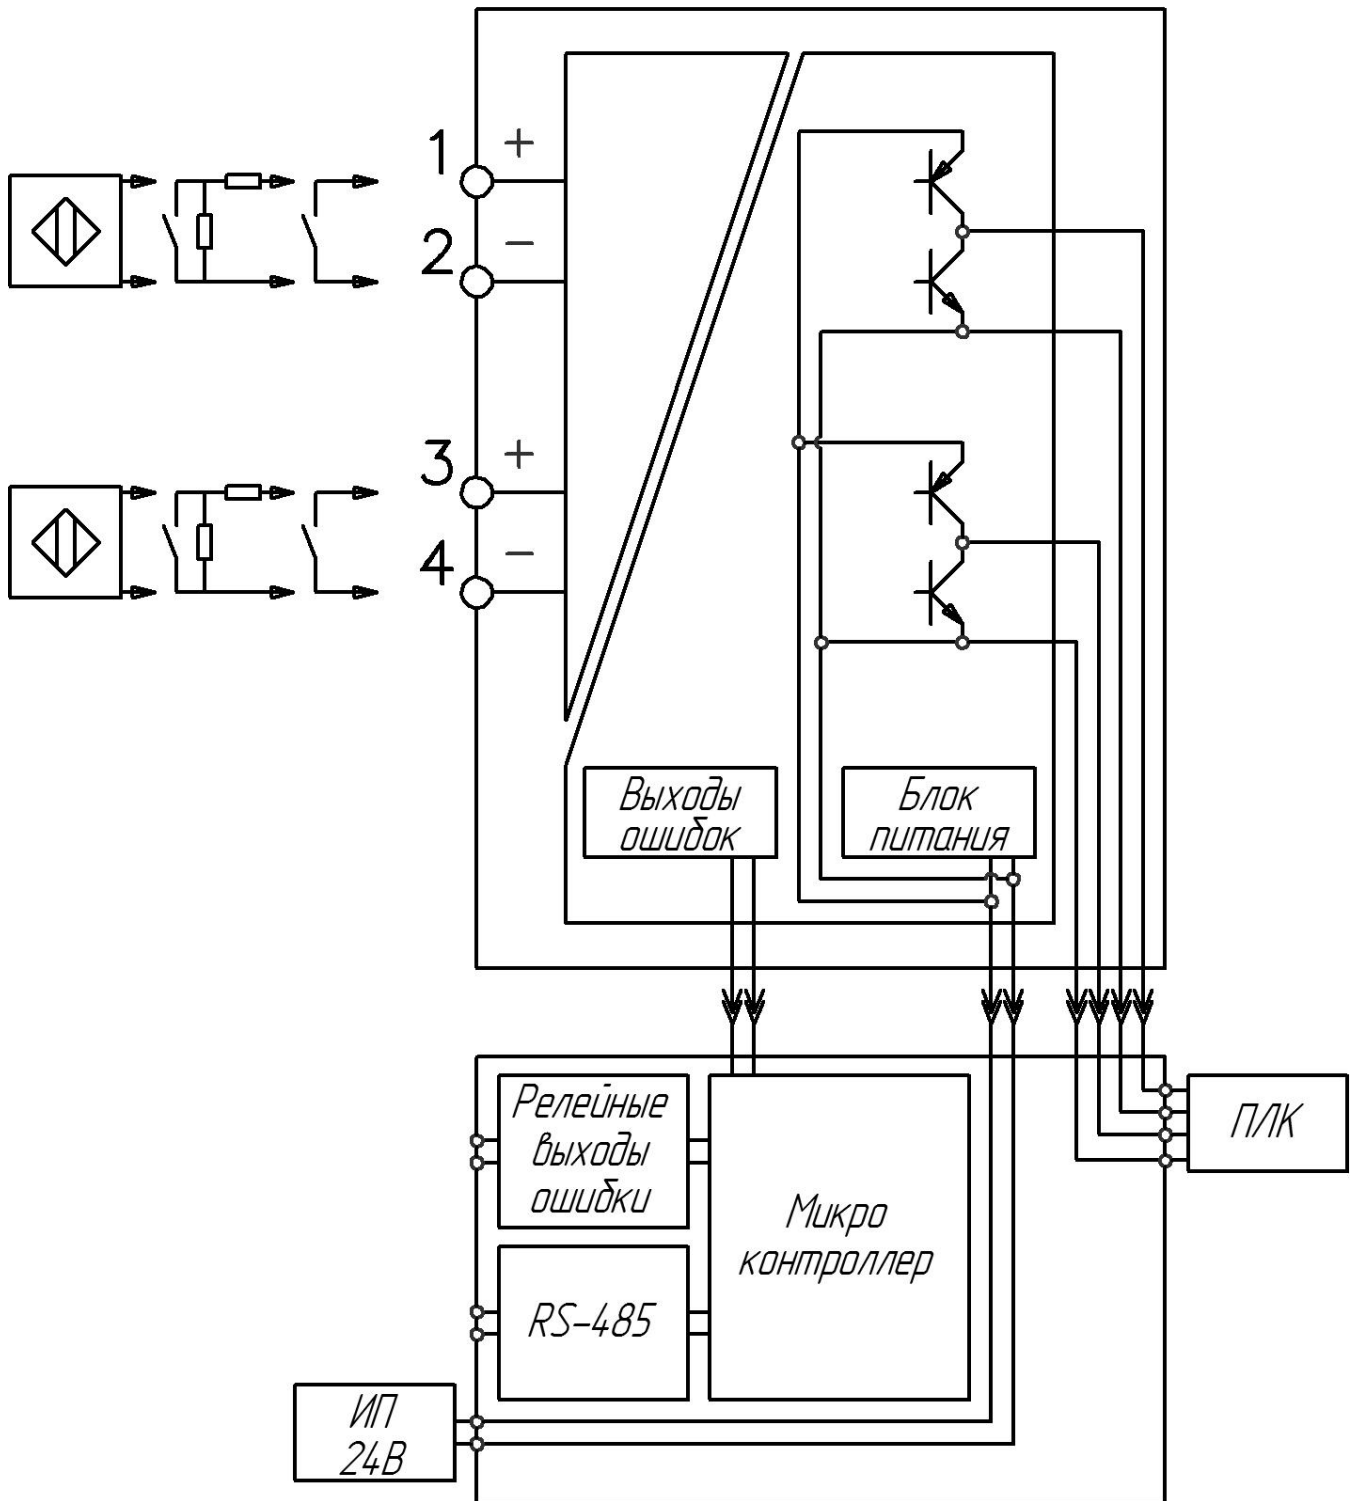 1
+
2
−
3
+
4
−
Выходы
ошибок
Блок
питания
Релейные
выходы
ошибки
Микро
контроллер
ПЛК
RS-485
ИП
24В